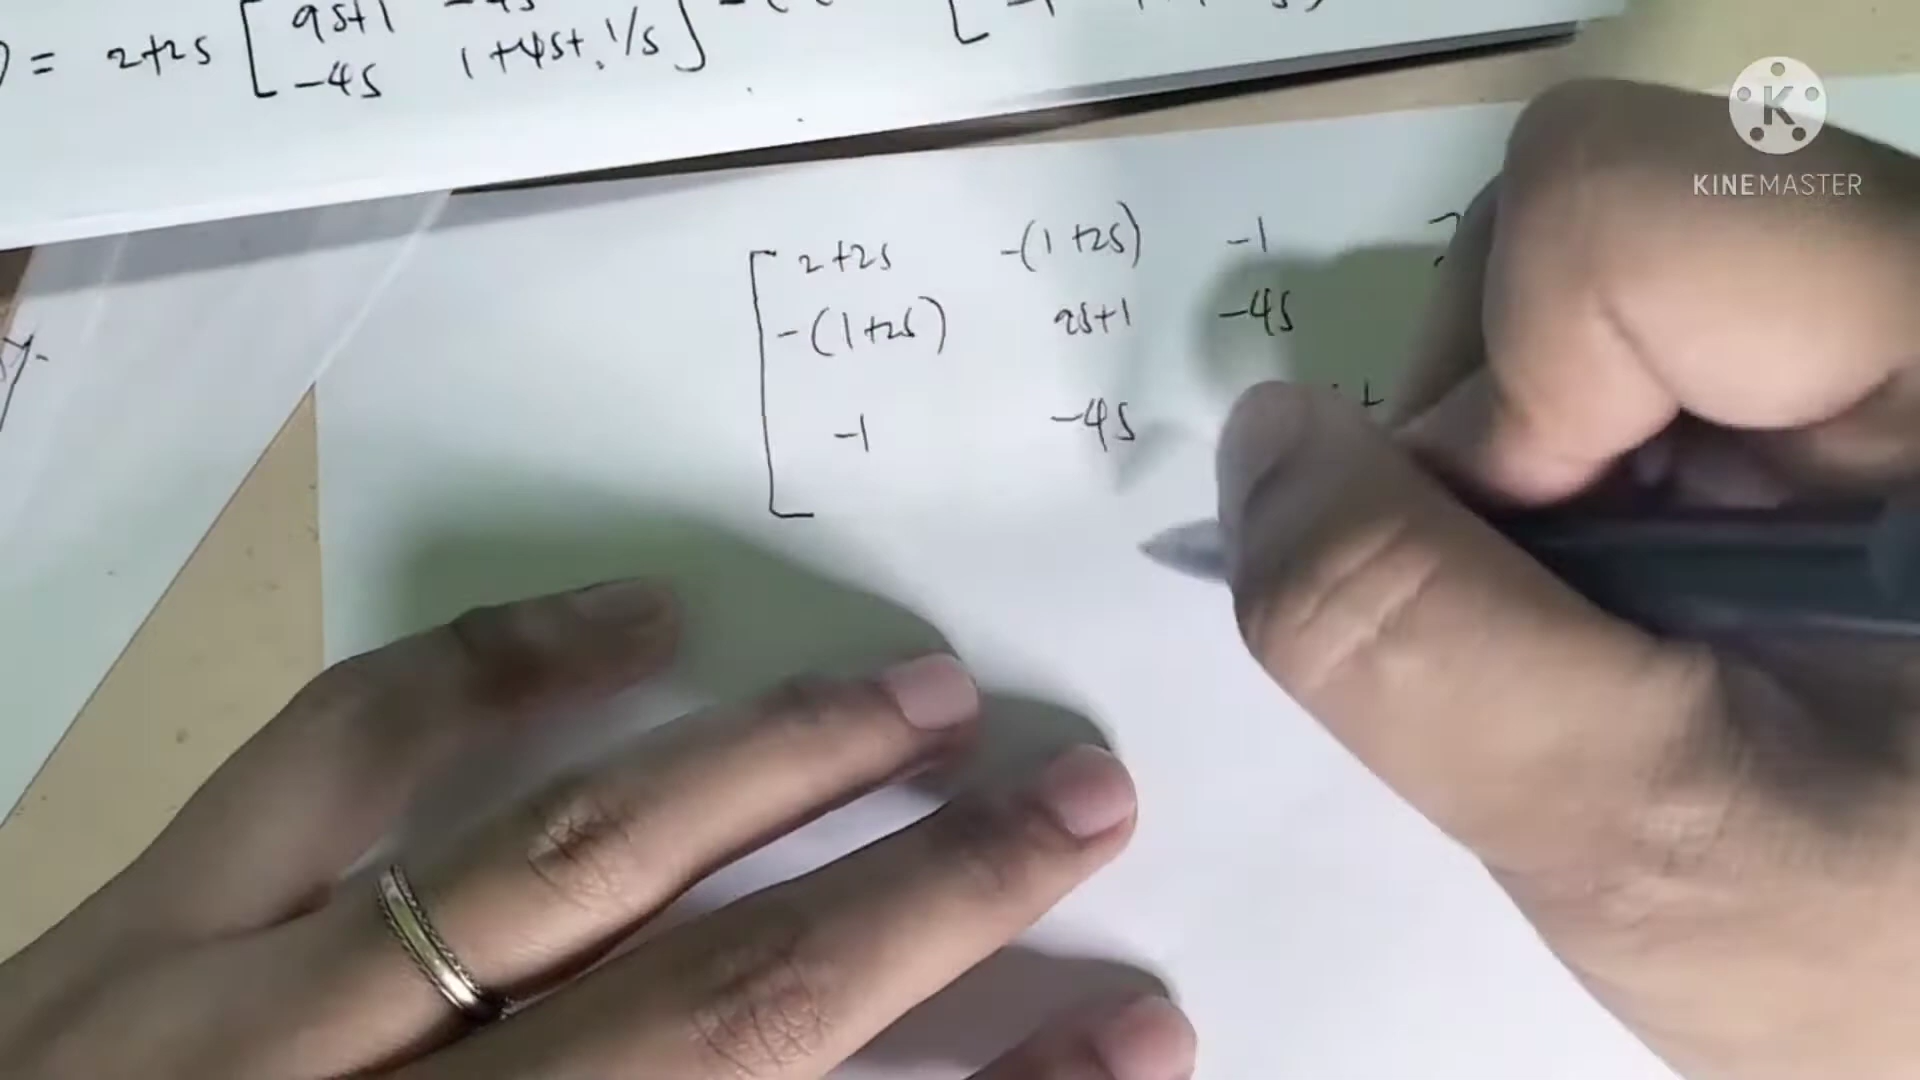 = 2+2s [ 9s+1
-4s 1+4s+1/s ]
[ 2+2s -(1+2s) -1
-(1+2s) 9s+1 -4s
-1 -4s
KINEMASTER